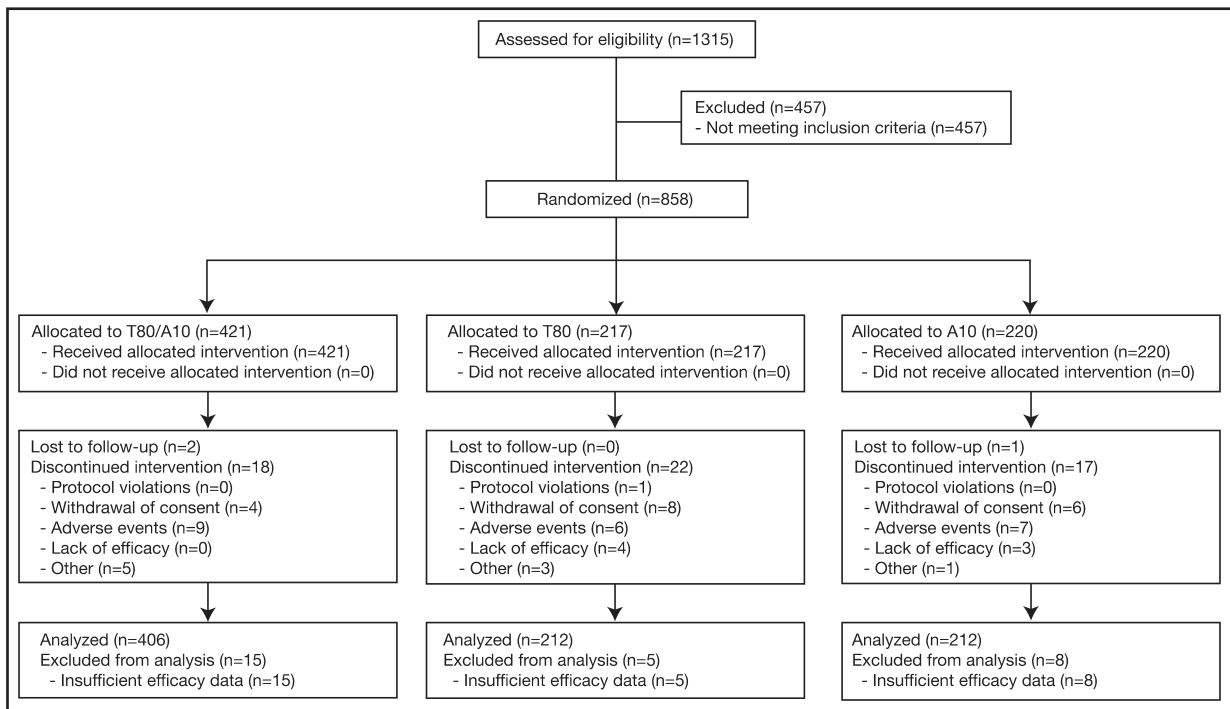 Assessed for eligibility (n=1315)
Excluded (n=457)
- Not meeting inclusion criteria (n=457)
Randomized (n=858)
Allocated to T80/A10 (n=421)
- Received allocated intervention (n=421)
- Did not receive allocated intervention (n=0)
Allocated to T80 (n=217)
- Received allocated intervention (n=217)
- Did not receive allocated intervention (n=0)
Allocated to A10 (n=220)
- Received allocated intervention (n=220)
- Did not receive allocated intervention (n=0)
Lost to follow-up (n=2)
Discontinued intervention (n=18)
- Protocol violations (n=0)
- Withdrawal of consent (n=4)
- Adverse events (n=9)
- Lack of efficacy (n=0)
- Other (n=5)
Lost to follow-up (n=0)
Discontinued intervention (n=22)
- Protocol violations (n=1)
- Withdrawal of consent (n=8)
- Adverse events (n=6)
- Lack of efficacy (n=4)
- Other (n=3)
Lost to follow-up (n=1)
Discontinued intervention (n=17)
- Protocol violations (n=0)
- Withdrawal of consent (n=6)
- Adverse events (n=7)
- Lack of efficacy (n=3)
- Other (n=1)
Analyzed (n=406)
Excluded from analysis (n=15)
- Insufficient efficacy data (n=15)
Analyzed (n=212)
Excluded from analysis (n=5)
- Insufficient efficacy data (n=5)
Analyzed (n=212)
Excluded from analysis (n=8)
- Insufficient efficacy data (n=8)